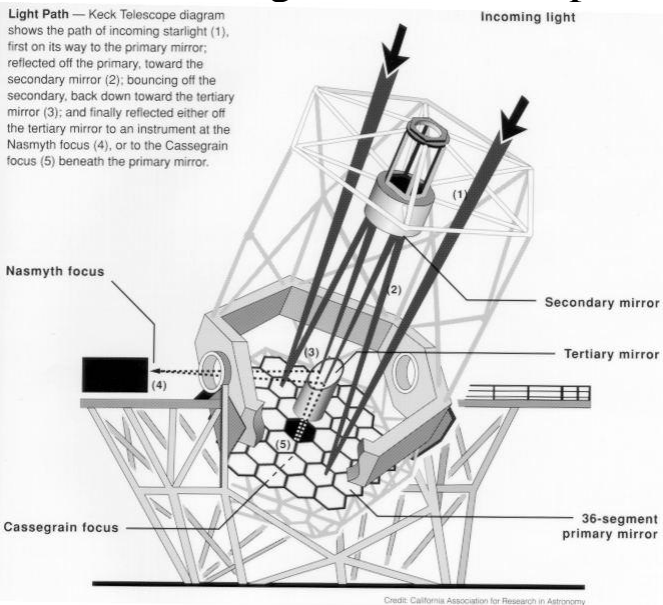 Light Path — Keck Telescope diagram
shows the path of incoming starlight (1),
first on its way to the primary mirror;
reflected off the primary, toward the
secondary mirror (2); bouncing off the
secondary, back down toward the tertiary
mirror (3); and finally reflected either off
the tertiary mirror to an instrument at the
Nasmyth focus (4), or to the Cassegrain
focus (5) beneath the primary mirror.
Incoming light
(1)
Nasmyth focus
(2)
Secondary mirror
(3)
Tertiary mirror
(4)
(5)
Cassegrain focus
36-segment
primary mirror
Credit: California Association for Research in Astronomy